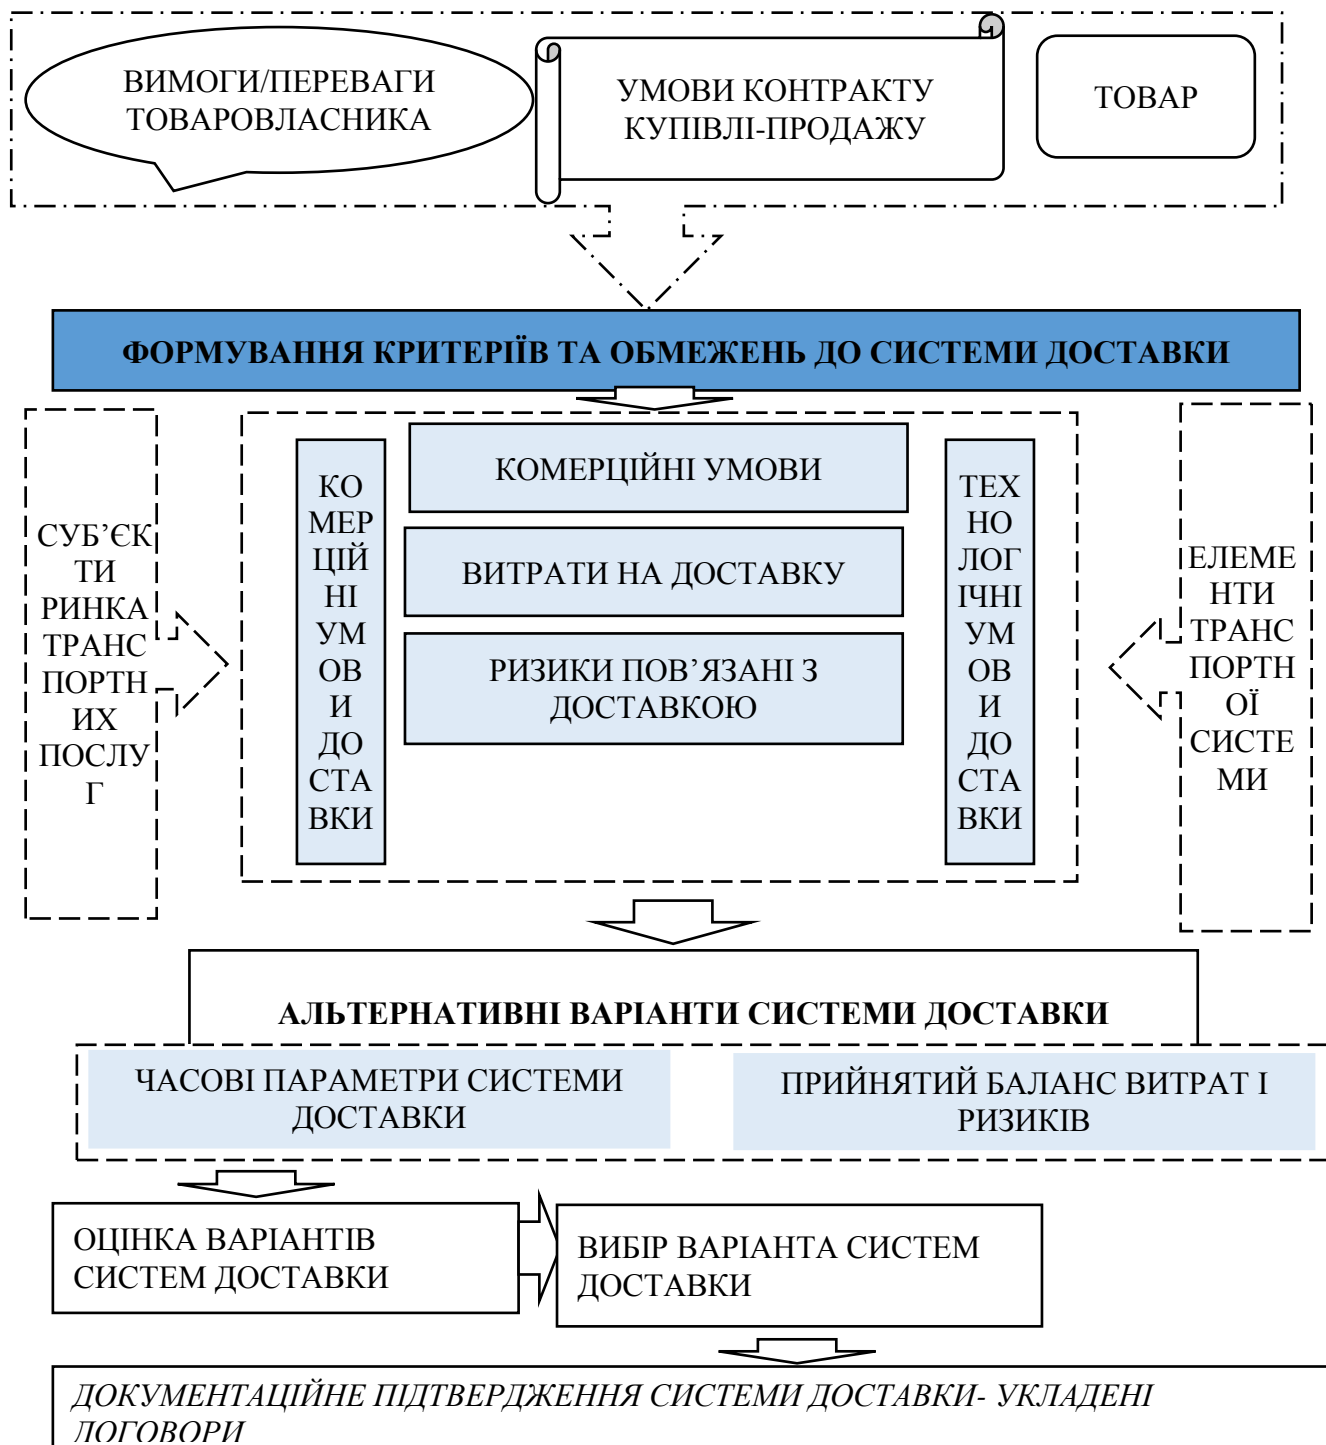 ВИМОГИ/ПЕРЕВАГИ
ТОВАРОВЛАСНИКА
УМОВИ КОНТРАКТУ
КУПІВЛІ-ПРОДАЖУ
ТОВАР
ФОРМУВАННЯ КРИТЕРІЇВ ТА ОБМЕЖЕНЬ ДО СИСТЕМИ ДОСТАВКИ
СУБ’ЄК
ТИ
РИНКА
ТРАНС
ПОРТН
ИХ
ПОСЛУ
Г
КО
МЕР
ЦІЙ
НІ
УМ
ОВ
И
ДО
СТА
ВКИ
КОМЕРЦІЙНІ УМОВИ
ВИТРАТИ НА ДОСТАВКУ
РИЗИКИ ПОВ’ЯЗАНІ З
ДОСТАВКОЮ
ТЕХ
НО
ЛОГ
ІЧНІ
УМ
ОВ
И
ДО
СТА
ВКИ
ЕЛЕМЕ
НТИ
ТРАНС
ПОРТН
ОЇ
СИСТЕ
МИ
АЛЬТЕРНАТИВНІ ВАРІАНТИ СИСТЕМИ ДОСТАВКИ
ЧАСОВІ ПАРАМЕТРИ СИСТЕМИ
ДОСТАВКИ
ПРИЙНЯТИЙ БАЛАНС ВИТРАТ І
РИЗИКІВ
ОЦІНКА ВАРІАНТІВ
СИСТЕМ ДОСТАВКИ
ВИБІР ВАРІАНТА СИСТЕМ
ДОСТАВКИ
ДОКУМЕНТАЦІЙНЕ ПІДТВЕРДЖЕННЯ СИСТЕМИ ДОСТАВКИ- УКЛАДЕНІ
ДОГОВОРИ